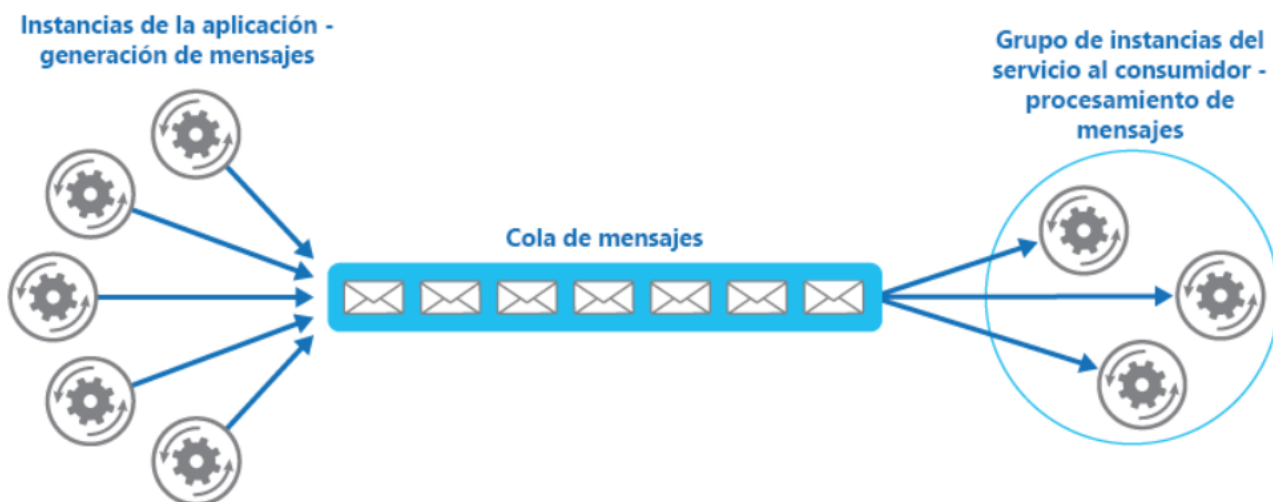 Instancias de la aplicación -
generación de mensajes
Grupo de instancias del
servicio al consumidor -
procesamiento de
mensajes
Cola de mensajes